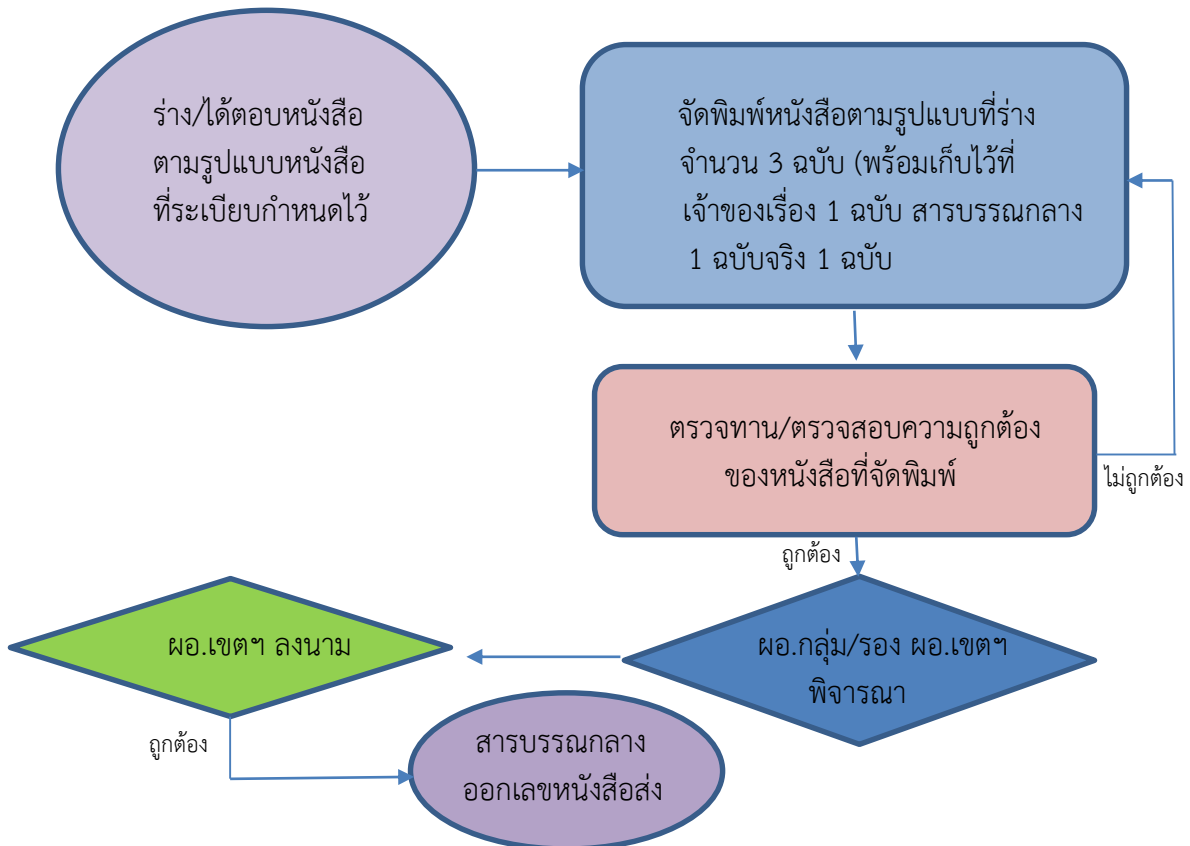 ร่าง/ได้ตอบหนังสือ
ตามรูปแบบหนังสือ
ที่ระเบียบกำหนดไว้
จัดพิมพ์หนังสือตามรูปแบบที่ร่าง
จำนวน 3 ฉบับ (พร้อมเก็บไว้ที่
เจ้าของเรื่อง 1 ฉบับ สารบรรณกลาง
1 ฉบับจริง 1 ฉบับ
ตรวจทาน/ตรวจสอบความถูกต้อง
ของหนังสือที่จัดพิมพ์
ไม่ถูกต้อง
ถูกต้อง
ผอ.กลุ่ม/รอง ผอ.เขตฯ
พิจารณา
ผอ.เขตฯ ลงนาม
ถูกต้อง
สารบรรณกลาง
ออกเลขหนังสือส่ง